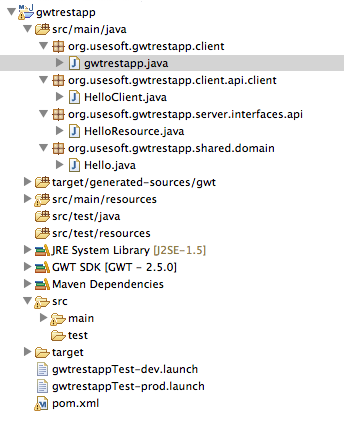 gwtrestapp
src/main/java
org.usesoft.gwtrestapp.client
gwtrestapp.java
org.usesoft.gwtrestapp.client.api.client
HelloClient.java
org.usesoft.gwtrestapp.server.interfaces.api
HelloResource.java
org.usesoft.gwtrestapp.shared.domain
Hello.java
target/generated-sources/gwt
src/main/resources
src/test/java
src/test/resources
JRE System Library [J2SE-1.5]
GWT SDK [GWT - 2.5.0]
Maven Dependencies
src
main
test
target
gwtrestappTest-dev.launch
gwtrestappTest-prod.launch
pom.xml